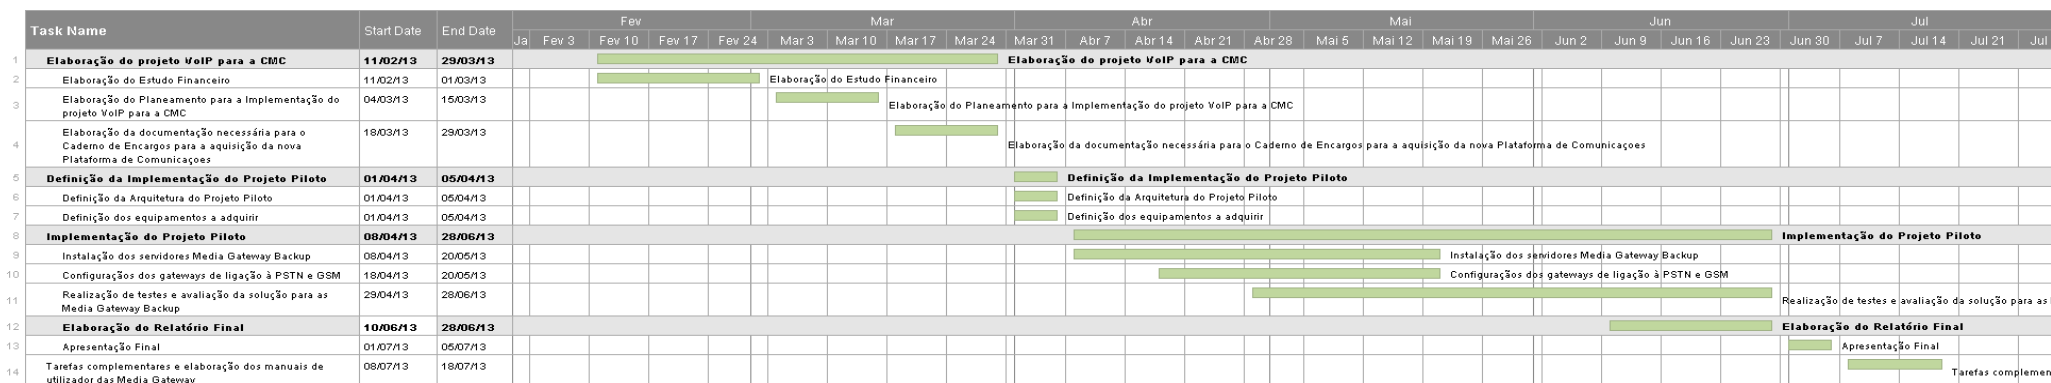 Task Name Start Date End Date Fev Mar Abr Mai Jun Jul
Ja Fev 3 Fev 10 Fev 17 Fev 24 Mar 3 Mar 10 Mar 17 Mar 24 Mar 31 Abr 7 Abr 14 Abr 21 Abr 28 Mai 5 Mai 12 Mai 19 Mai 26 Jun 2 Jun 9 Jun 16 Jun 23 Jun 30 Jul 7 Jul 14 Jul 21 Jul
1 Elaboração do projeto VoIP para a CMC 11/02/13 29/03/13 Elaboração do projeto VoIP para a CMC
2 Elaboração do Estudo Financeiro 11/02/13 01/03/13 Elaboração do Estudo Financeiro
3 Elaboração do Planeamento para a Implementação do 04/03/13 15/03/13 Elaboração do Planeamento para a Implementação do projeto VoIP para a CMC
projeto VoIP para a CMC
4 Elaboração da documentação necessária para o 18/03/13 29/03/13
Caderno de Encargos para a aquisição da nova Elaboração da documentação necessária para o Caderno de Encargos para a aquisição da nova Plataforma de Comunicaçoes
Plataforma de Comunicaçoes
5 Definição da Implementação do Projeto Piloto 01/04/13 05/04/13 Definição da Implementação do Projeto Piloto
6 Definição da Arquitetura do Projeto Piloto 01/04/13 05/04/13 Definição da Arquitetura do Projeto Piloto
7 Definição dos equipamentos a adquirir 01/04/13 05/04/13 Definição dos equipamentos a adquirir
8 Implementação do Projeto Piloto 08/04/13 28/06/13 Implementação do Projeto Piloto
9 Instalação dos servidores Media Gateway Backup 08/04/13 20/05/13 Instalação dos servidores Media Gateway Backup
10 Configuraçãos dos gateways de ligação à PSTN e GSM 18/04/13 20/05/13 Configuraçãos dos gateways de ligação à PSTN e GSM
11 Realização de testes e avaliação da solução para as 29/04/13 28/06/13 Realização de testes e avaliação da solução para as
Media Gateway Backup
12 Elaboração do Relatório Final 10/06/13 28/06/13 Elaboração do Relatório Final
13 Apresentação Final 01/07/13 05/07/13 Apresentação Final
14 Tarefas complementares e elaboração dos manuais de 08/07/13 18/07/13 Tarefas complemen
utilizador das Media Gateway